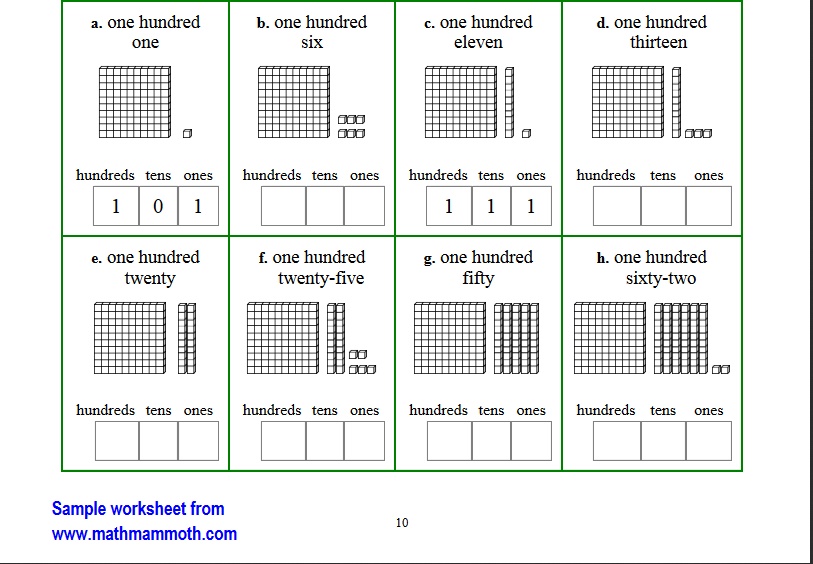 a. one hundred
one
hundreds tens ones
1 0 1
b. one hundred
six
hundreds tens ones
c. one hundred
eleven
hundreds tens ones
1 1 1
d. one hundred
thirteen
hundreds tens ones
e. one hundred
twenty
hundreds tens ones
f. one hundred
twenty-five
hundreds tens ones
g. one hundred
fifty
hundreds tens ones
h. one hundred
sixty-two
hundreds tens ones
Sample worksheet from
www.mathmammoth.com
10